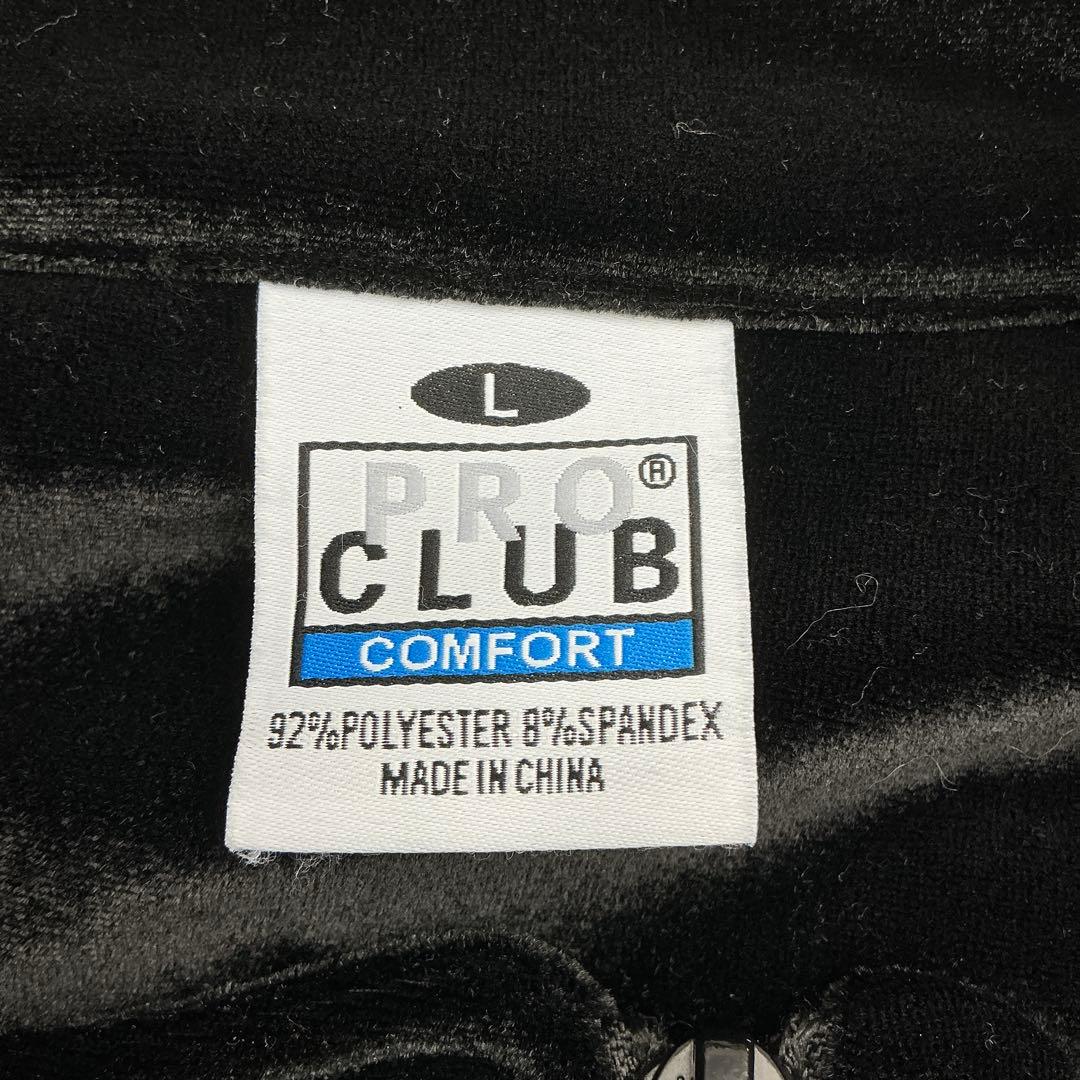 L
PRO®
CLUB
COMFORT
92%POLYESTER 8%SPANDEX
MADE IN CHINA